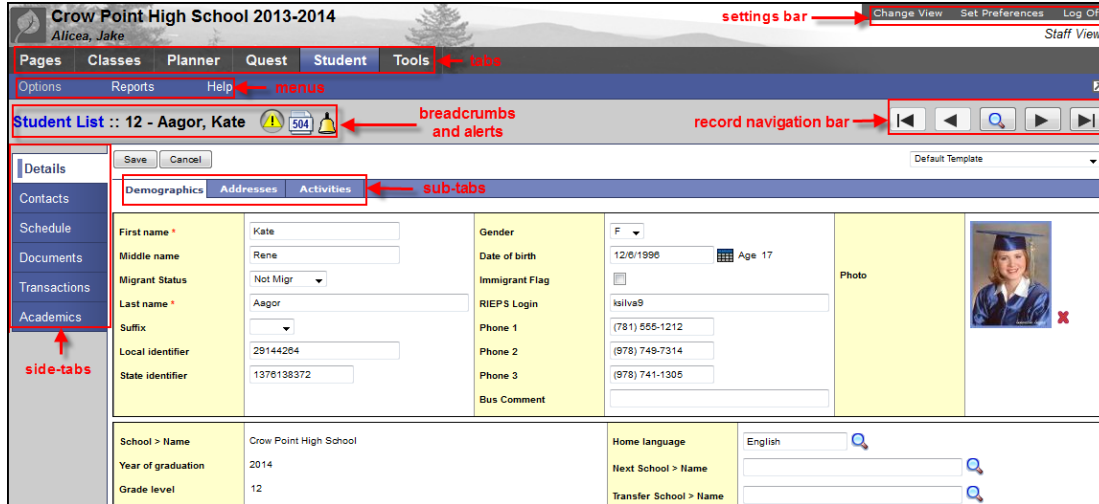 Crow Point High School 2013-2014
Alicea, Jake
settings bar
Change View Set Preferences Log Of
Staff View
Pages Classes Planner Quest Student Tools tabs
Options Reports Help menus
Student List :: 12 - Aagor, Kate 504
breadcrumbs
and alerts
record navigation bar
Details
Contacts
Schedule
Documents
Transactions
Academics
side-tabs
Save Cancel
Default Template
Demographics Addresses Activities sub-tabs
First name * Kate
Middle name Rene
Migrant Status Not Migr
Last name * Aagor
Suffix
Local identifier 29144264
State identifier 1376138372
Gender F
Date of birth 12/6/1996 Age 17
Immigrant Flag
RIEPS Login ksilva9
Phone 1 (781) 555-1212
Phone 2 (978) 749-7314
Phone 3 (978) 741-1305
Bus Comment
Photo
School > Name Crow Point High School
Year of graduation 2014
Grade level 12
Home language English
Next School > Name
Transfer School > Name